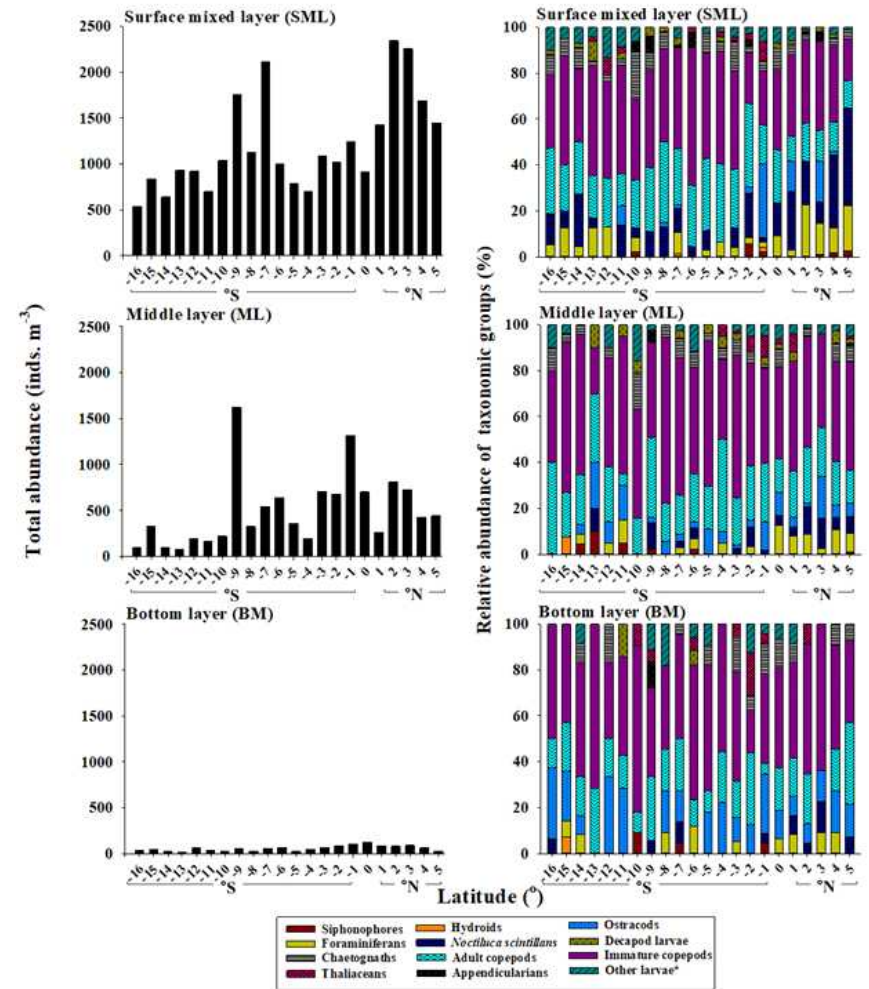 Surface mixed layer (SML)
2500
2000
1500
1000
500
0
-16 -15 -14 -13 -12 -11 -10 -9 -8 -7 -6 -5 -4 -3 -2 -1 0 1 2 3 4 5
°S °N
Middle layer (ML)
2500
2000
1500
1000
500
0
-16 -15 -14 -13 -12 -11 -10 -9 -8 -7 -6 -5 -4 -3 -2 -1 0 1 2 3 4 5
°S °N
Bottom layer (BM)
2500
2000
1500
1000
500
0
-16 -15 -14 -13 -12 -11 -10 -9 -8 -7 -6 -5 -4 -3 -2 -1 0 1 2 3 4 5
°S °N
Total abundance (inds. m⁻³)
Surface mixed layer (SML)
100
80
60
40
20
0
-16 -15 -14 -13 -12 -11 -10 -9 -8 -7 -6 -5 -4 -3 -2 -1 0 1 2 3 4 5
°S °N
Middle layer (ML)
100
80
60
40
20
0
-16 -15 -14 -13 -12 -11 -10 -9 -8 -7 -6 -5 -4 -3 -2 -1 0 1 2 3 4 5
°S °N
Bottom layer (BM)
100
80
60
40
20
0
-16 -15 -14 -13 -12 -11 -10 -9 -8 -7 -6 -5 -4 -3 -2 -1 0 1 2 3 4 5
°S °N
Relative abundance of taxonomic groups (%)
Latitude (°)
Siphonophores
Foraminiferans
Chaetognaths
Thaliaceans
Hydroids
Noctiluca scintillans
Adult copepods
Appendicularians
Ostracods
Decapod larvae
Immature copepods
Other larvae*